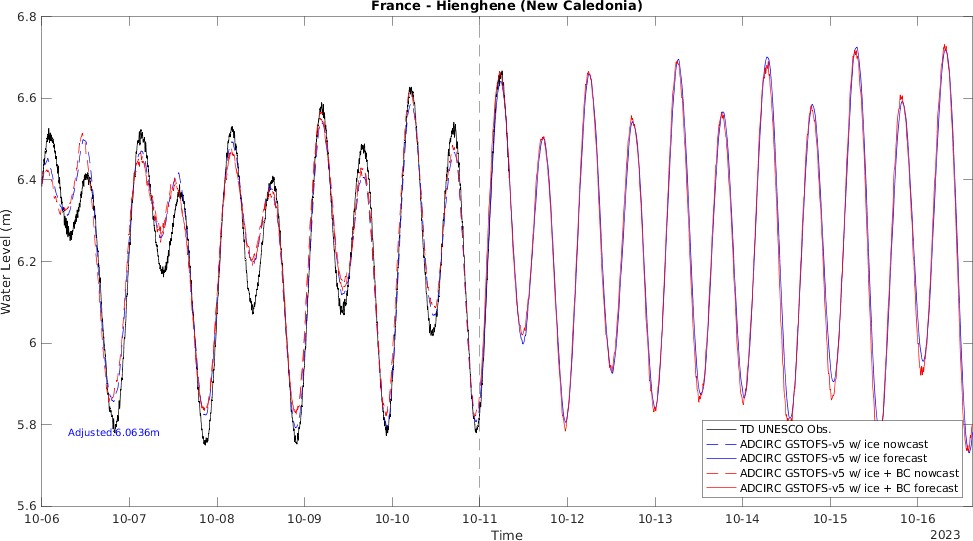 France - Hienghene (New Caledonia)
6.8
6.6
6.4
6.2
6
5.8
5.6
Water Level (m)
Adjusted:6.0636m
TD UNESCO Obs.
ADCIRC GSTOFS-v5 w/ ice nowcast
ADCIRC GSTOFS-v5 w/ ice forecast
ADCIRC GSTOFS-v5 w/ ice + BC nowcast
ADCIRC GSTOFS-v5 w/ ice + BC forecast
10-06 10-07 10-08 10-09 10-10 10-11 10-12 10-13 10-14 10-15 10-16
Time
2023